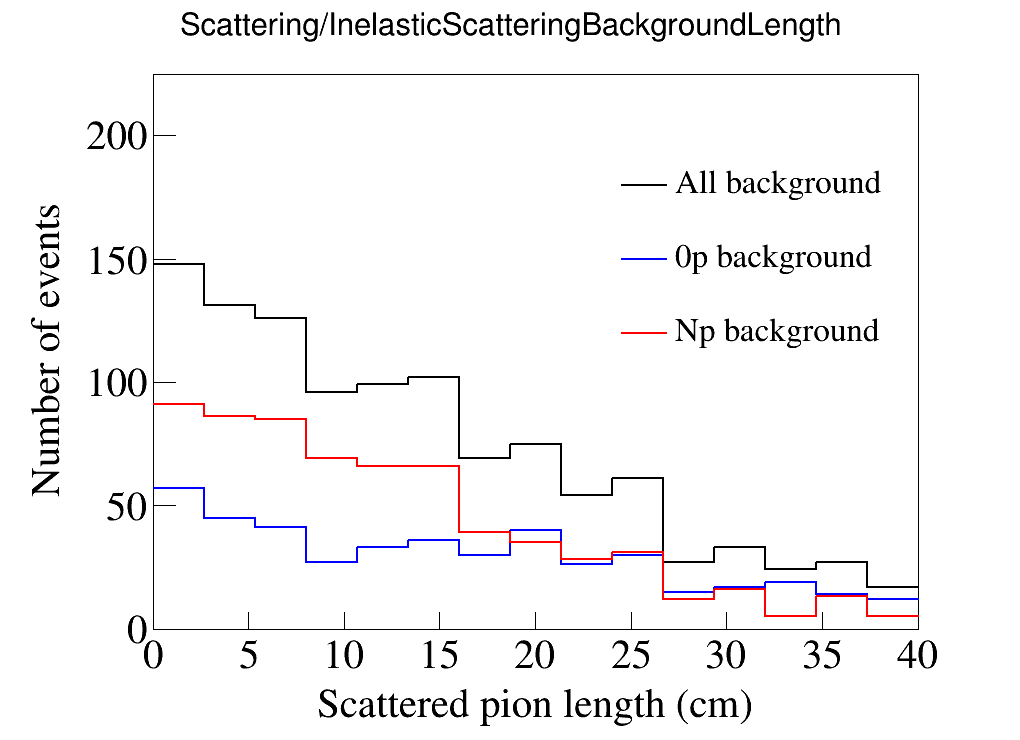 Scattering/InelasticScatteringBackgroundLength
200
150
100
50
0
Number of events
All background
0p background
Np background
0 5 10 15 20 25 30 35 40
Scattered pion length (cm)